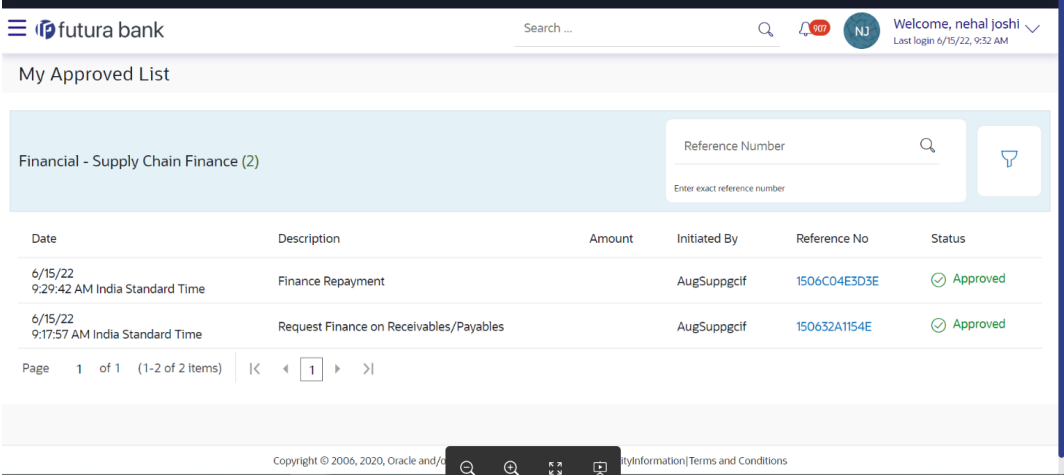 futura bank
Search ...
907
NJ
Welcome, nehal joshi
Last login 6/15/22, 9:32 AM
My Approved List
Financial - Supply Chain Finance (2)
Reference Number
Enter exact reference number
Date Description Amount Initiated By Reference No Status
6/15/22
9:29:42 AM India Standard Time Finance Repayment AugSuppgcif 1506C04E3D3E Approved
6/15/22
9:17:57 AM India Standard Time Request Finance on Receivables/Payables AugSuppgcif 150632A1154E Approved
Page 1 of 1 (1-2 of 2 items) 1
Copyright © 2006, 2020, Oracle and/o ityInformation|Terms and Conditions